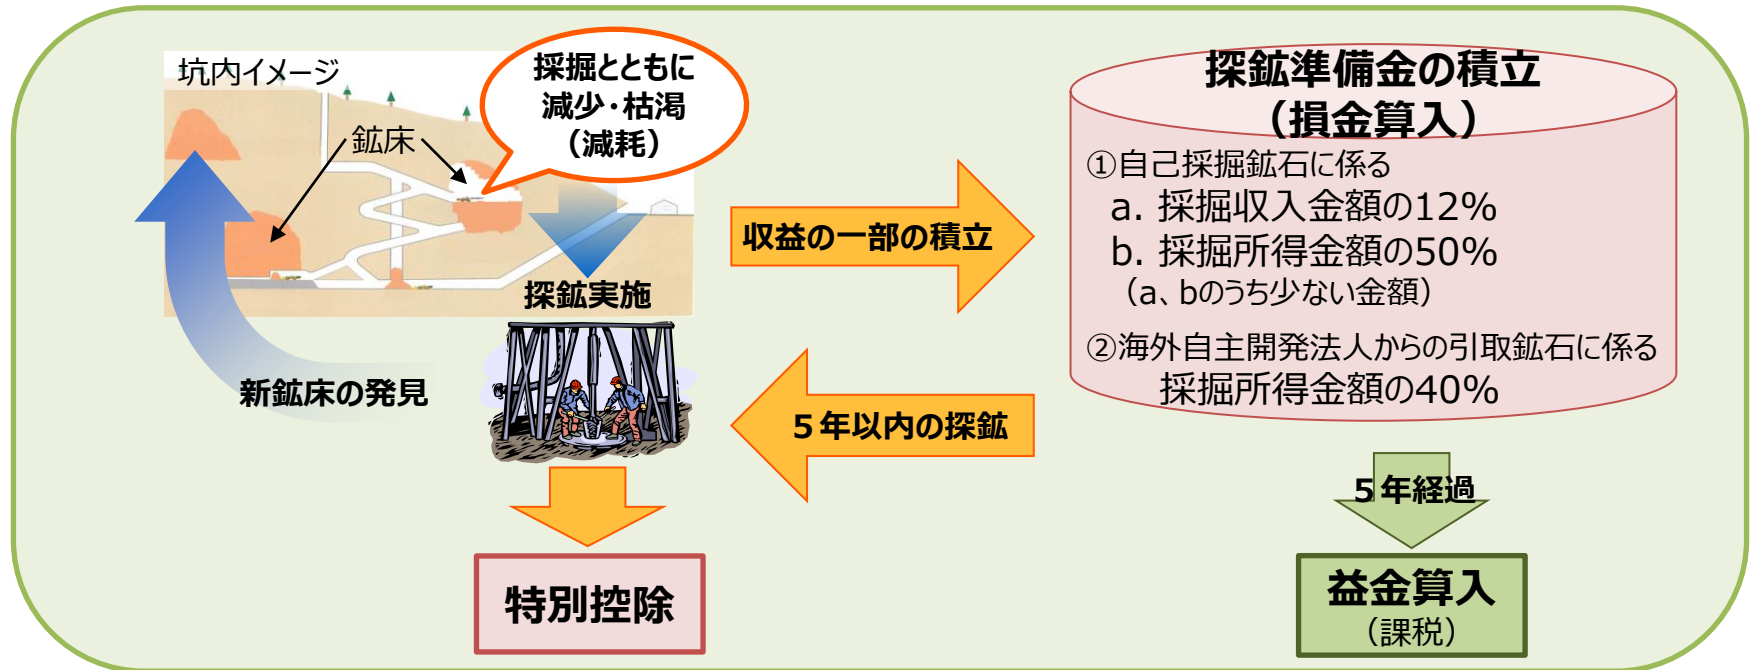 坑内イメージ
鉱床
採掘とともに
減少・枯渇
（減耗）
探鉱実施
新鉱床の発見
収益の一部の積立
５年以内の探鉱
特別控除
探鉱準備金の積立
（損金算入）
①自己採掘鉱石に係る
a. 採掘収入金額の12%
b. 採掘所得金額の50%
（a、bのうち少ない金額）
②海外自主開発法人からの引取鉱石に係る
採掘所得金額の40%
５年経過
益金算入
（課税）